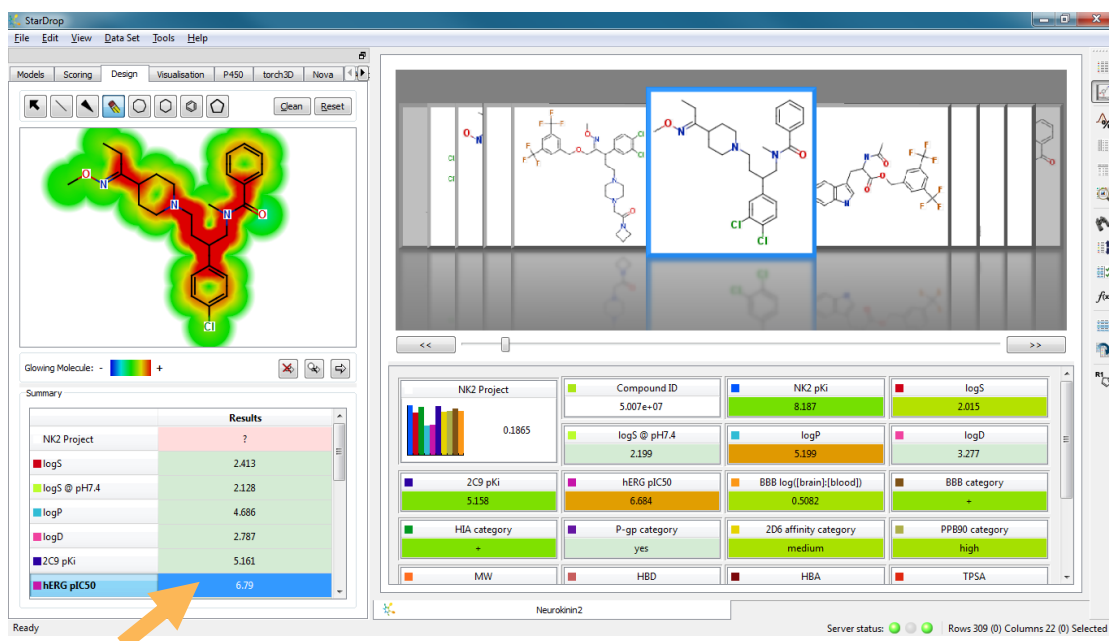 StarDrop
File Edit View Data Set Tools Help
Models Scoring Design Visualisation P450 torch3D Nova
Clean Reset
O
N
N
N
O
Cl
Glowing Molecule: - +
Summary
Results
NK2 Project ?
logS 2.413
logS @ pH7.4 2.128
logP 4.686
logD 2.787
2C9 pKi 5.161
hERG pIC50 6.79
<< >>
NK2 Project
0.1865
Compound ID
5.007e+07
NK2 pKi
8.187
logS
2.015
logS @ pH7.4
2.199
logP
5.199
logD
3.277
2C9 pKi
5.158
hERG pIC50
6.684
BBB log([brain]:[blood])
0.5082
BBB category
+
HIA category
+
P-gp category
yes
2D6 affinity category
medium
PPB90 category
high
MW HBD HBA TPSA
Neurokinin2
Ready
Server status: Rows 309 (0) Columns 22 (0) Selected